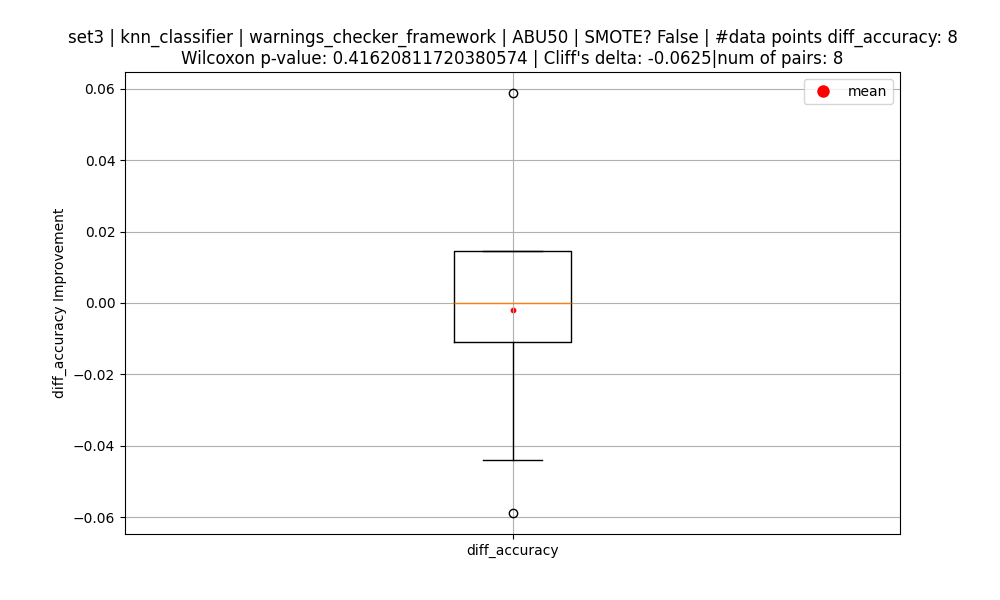 set3 | knn_classifier | warnings_checker_framework | ABU50 | SMOTE? False | #data points diff_accuracy: 8
Wilcoxon p-value: 0.41620811720380574 | Cliff's delta: -0.0625|num of pairs: 8
mean
0.06
0.04
0.02
0.00
−0.02
−0.04
−0.06
diff_accuracy Improvement
diff_accuracy